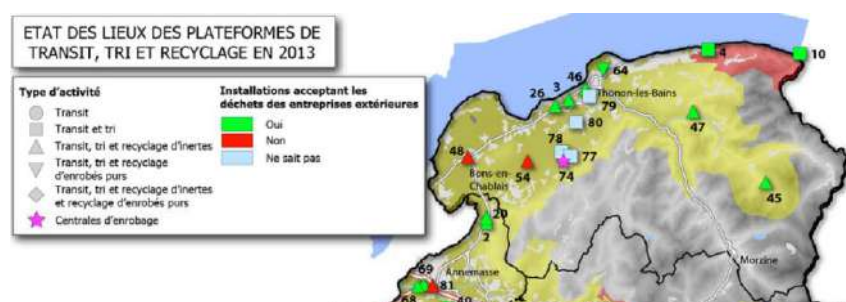 ETAT DES LIEUX DES PLATEFORMES DE
TRANSIT, TRI ET RECYCLAGE EN 2013
Type d'activité
Transit
Transit et tri
Transit, tri et recyclage d'inertes
Transit, tri et recyclage
d'enrobés purs
Transit, tri et recyclage d'inertes
et recyclage d'enrobés purs
Centrales d'enrobage
Installations acceptant les
déchets des entreprises extérieures
Oui
Non
Ne sait pas
4
10
64
46
3
26
Thonon-les-Bains
79
80
47
48
78
77
54
74
Bons-en-
Chablais
45
20
2
Morzine
69
Annemasse
81
68
40